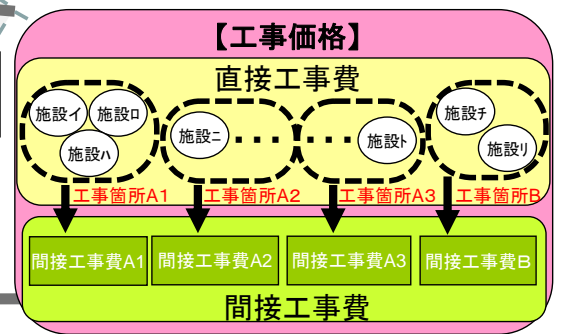 【工事価格】
直接工事費
施設イ 施設ロ
施設ハ
施設ニ
施設ト
施設チ
施設リ
工事箇所A1 工事箇所A2 工事箇所A3 工事箇所B
間接工事費A1 間接工事費A2 間接工事費A3 間接工事費B
間接工事費